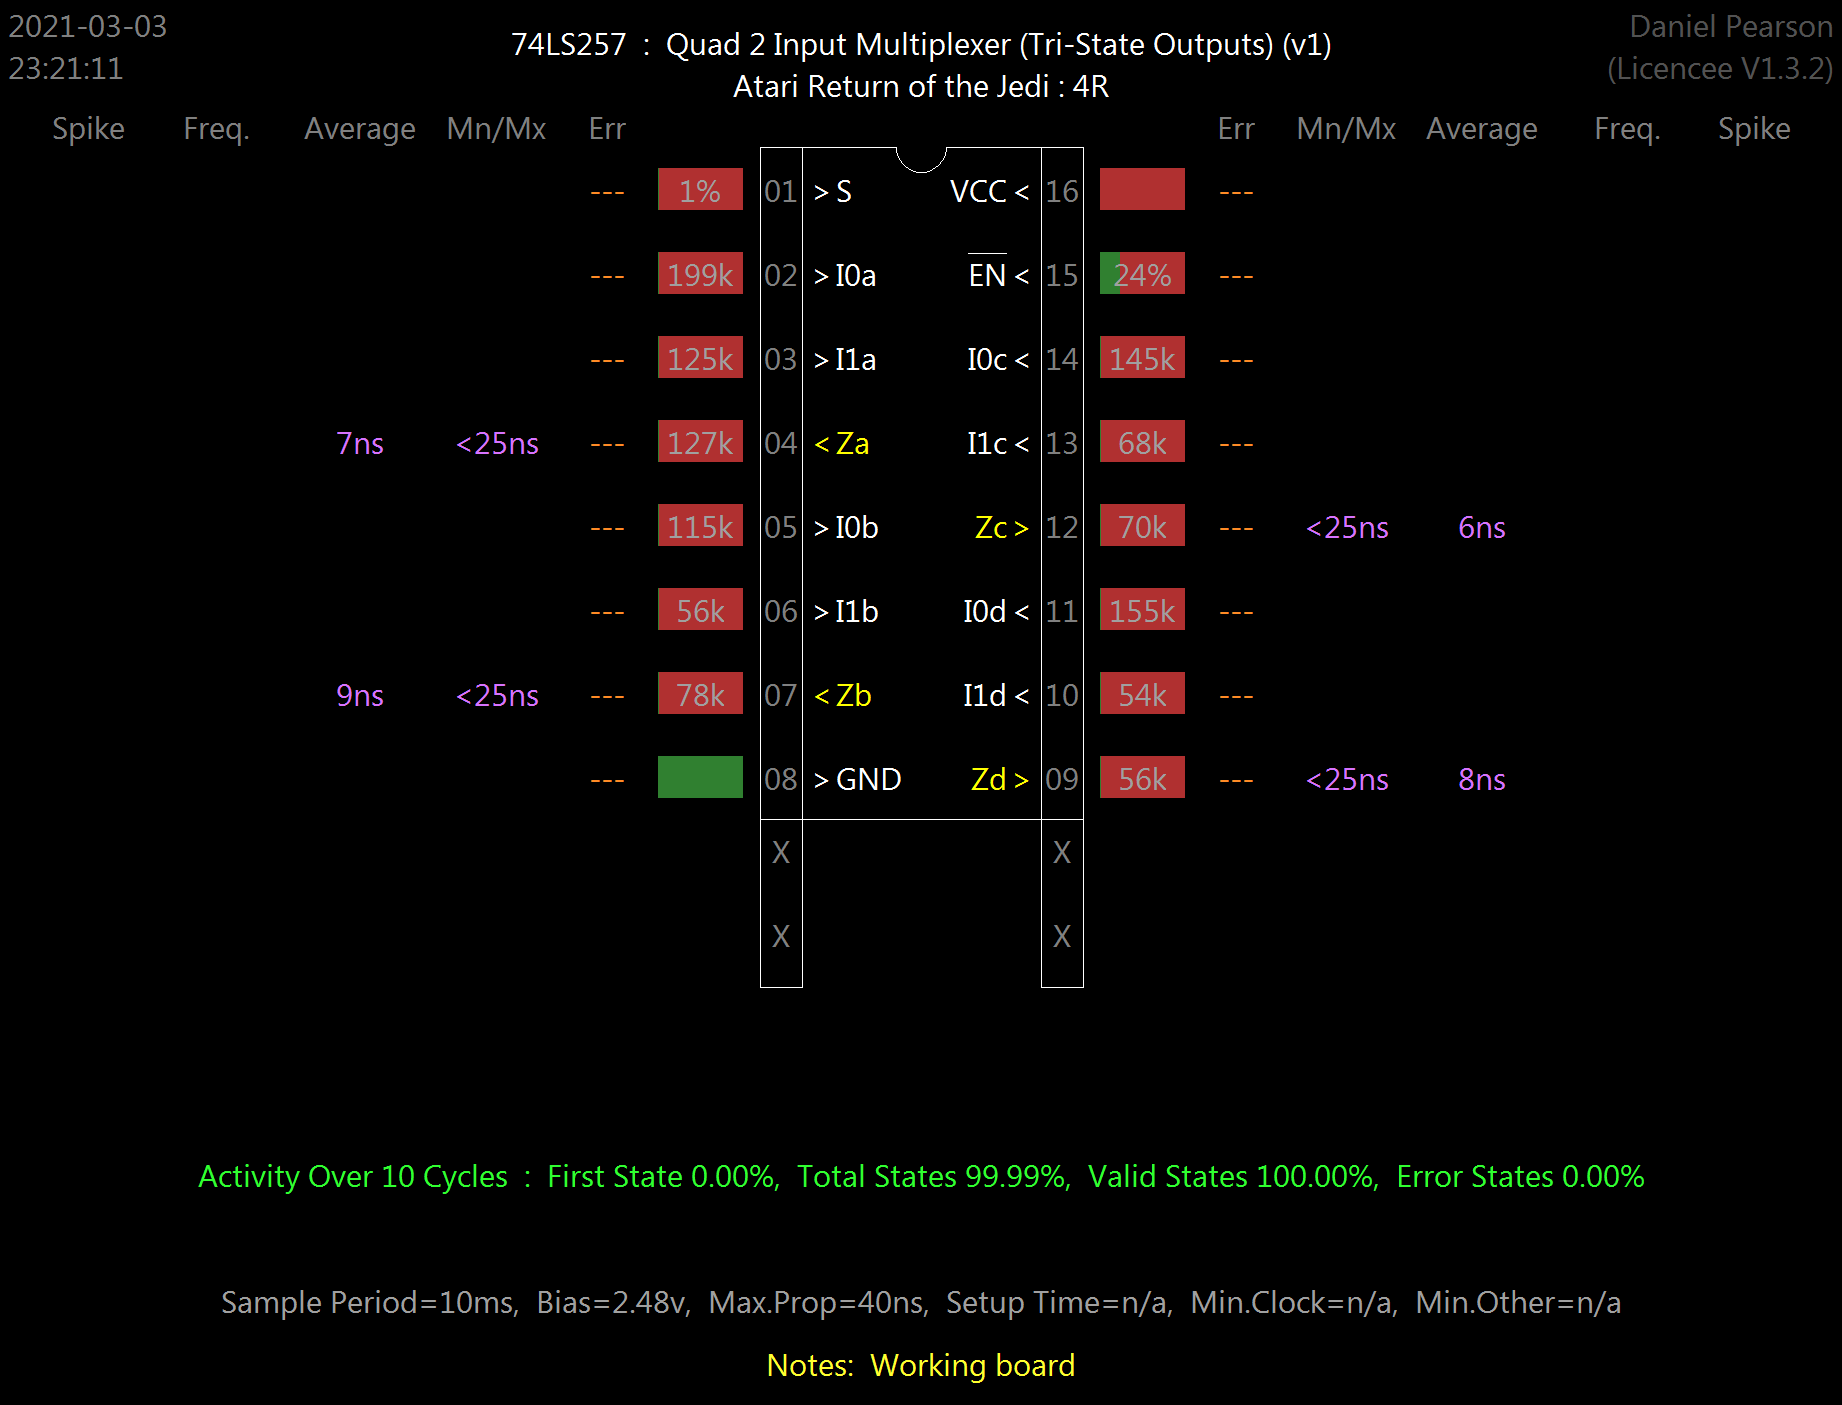 2021-03-03
23:21:11
74LS257 : Quad 2 Input Multiplexer (Tri-State Outputs) (v1)
Atari Return of the Jedi : 4R
Daniel Pearson
(Licencee V1.3.2)
Spike Freq. Average Mn/Mx Err Err Mn/Mx Average Freq. Spike
--- 1% 01 > S VCC < 16 ---
--- 199k 02 > I0a EN < 15 24% ---
--- 125k 03 > I1a I0c < 14 145k ---
7ns <25ns --- 127k 04 < Za I1c < 13 68k ---
--- 115k 05 > I0b Zc > 12 70k --- <25ns 6ns
--- 56k 06 > I1b I0d < 11 155k ---
9ns <25ns --- 78k 07 < Zb I1d < 10 54k ---
--- 08 > GND Zd > 09 56k --- <25ns 8ns
X X
X X
Activity Over 10 Cycles : First State 0.00%, Total States 99.99%, Valid States 100.00%, Error States 0.00%
Sample Period=10ms, Bias=2.48v, Max.Prop=40ns, Setup Time=n/a, Min.Clock=n/a, Min.Other=n/a
Notes: Working board